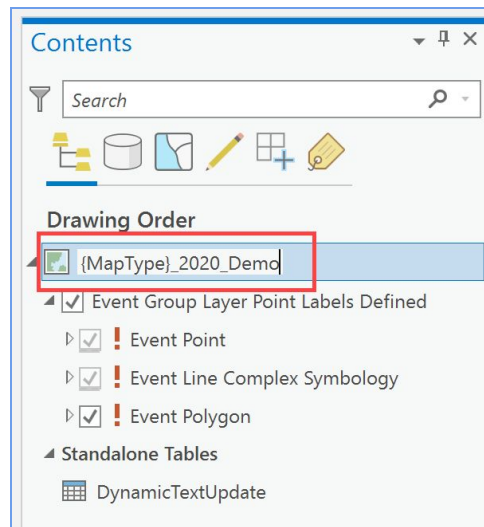 Contents
Search
Drawing Order
{MapType}_2020_Demo
Event Group Layer Point Labels Defined
Event Point
Event Line Complex Symbology
Event Polygon
Standalone Tables
DynamicTextUpdate